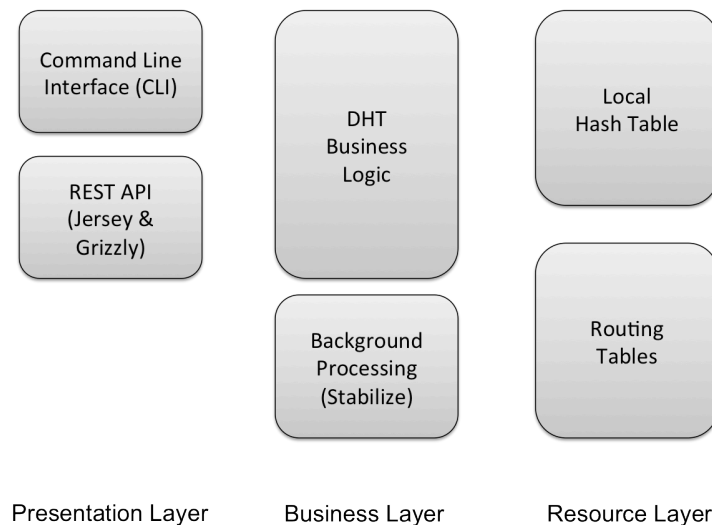 Command Line
Interface (CLI)
REST API
(Jersey &
Grizzly)
DHT
Business
Logic
Background
Processing
(Stabilize)
Local
Hash Table
Routing
Tables
Presentation Layer
Business Layer
Resource Layer